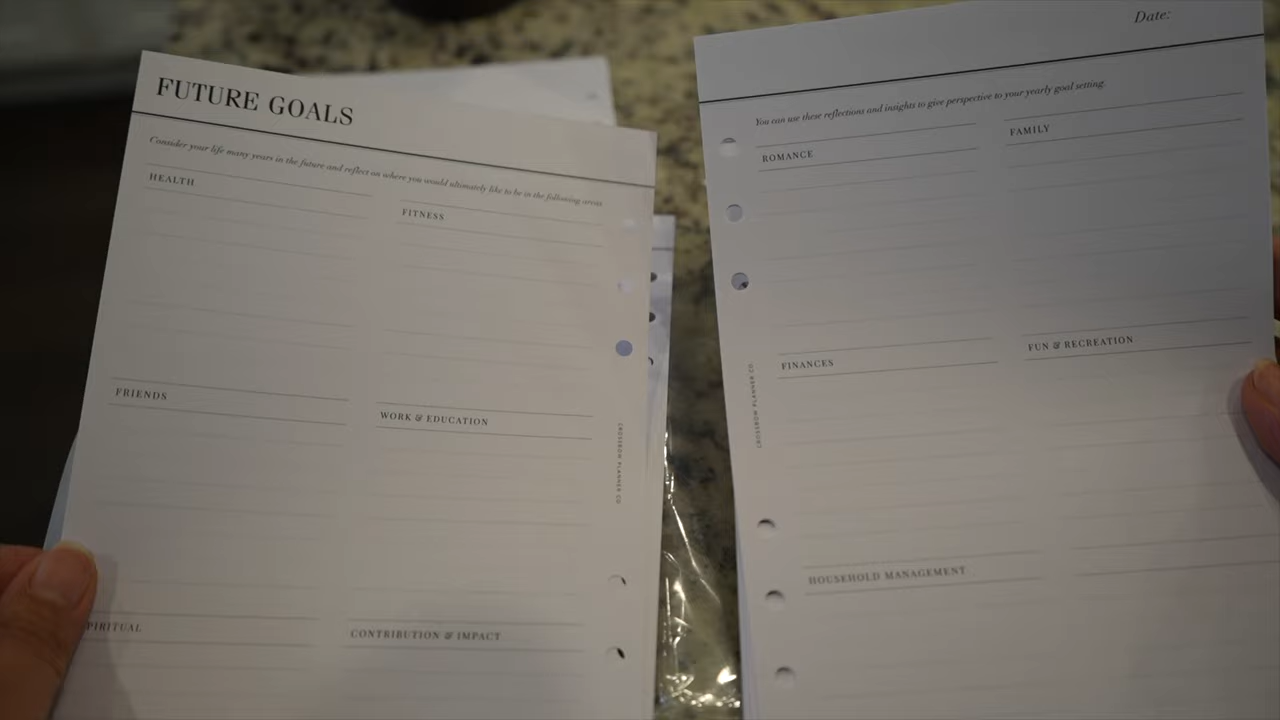 FUTURE GOALS
Consider your life many years in the future and reflect on where you would ultimately like to be in the following areas
HEALTH
FITNESS
FRIENDS
WORK & EDUCATION
PIRITUAL
CONTRIBUTION & IMPACT
CROSSBOW PLANNER CO.
Date:
You can use these reflections and insights to give perspective to your yearly goal setting.
ROMANCE
FAMILY
FINANCES
FUN & RECREATION
HOUSEHOLD MANAGEMENT
CROSSBOW PLANNER CO.